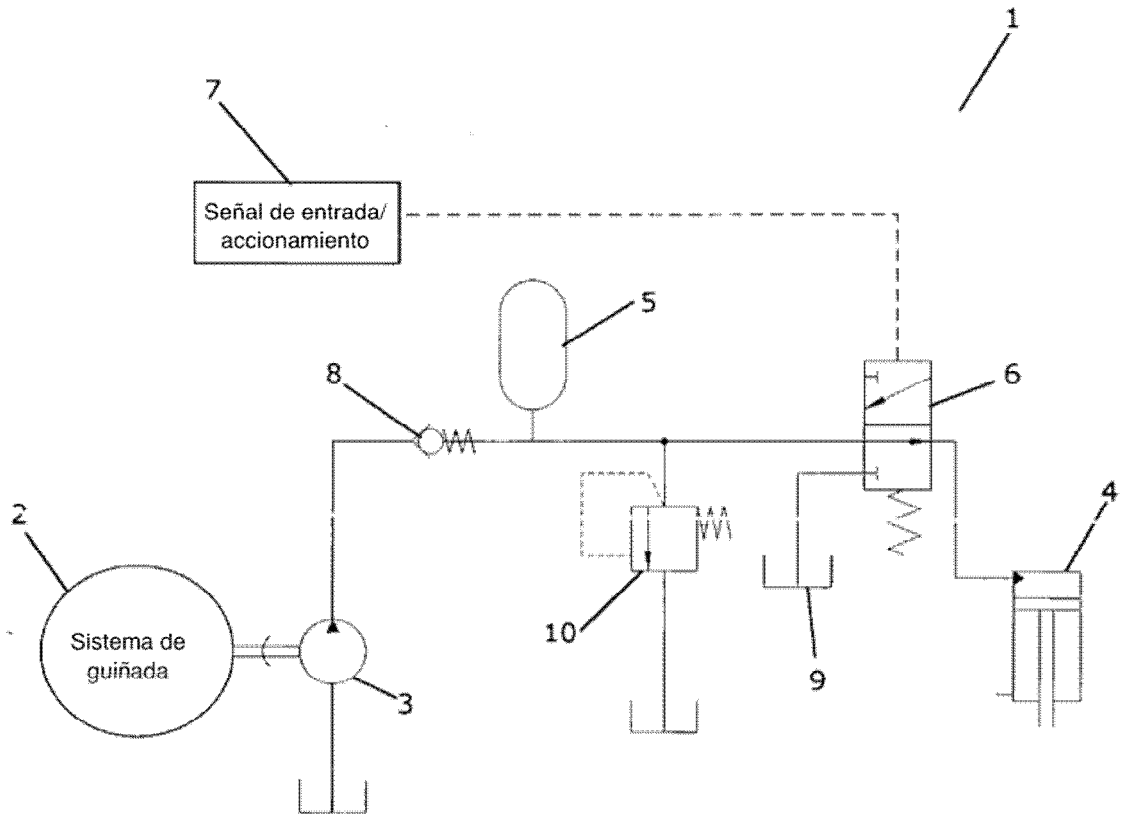 1
7
Señal de entrada/
accionamiento
5
8
6
4
2
Sistema de
guiñada
3
10
9